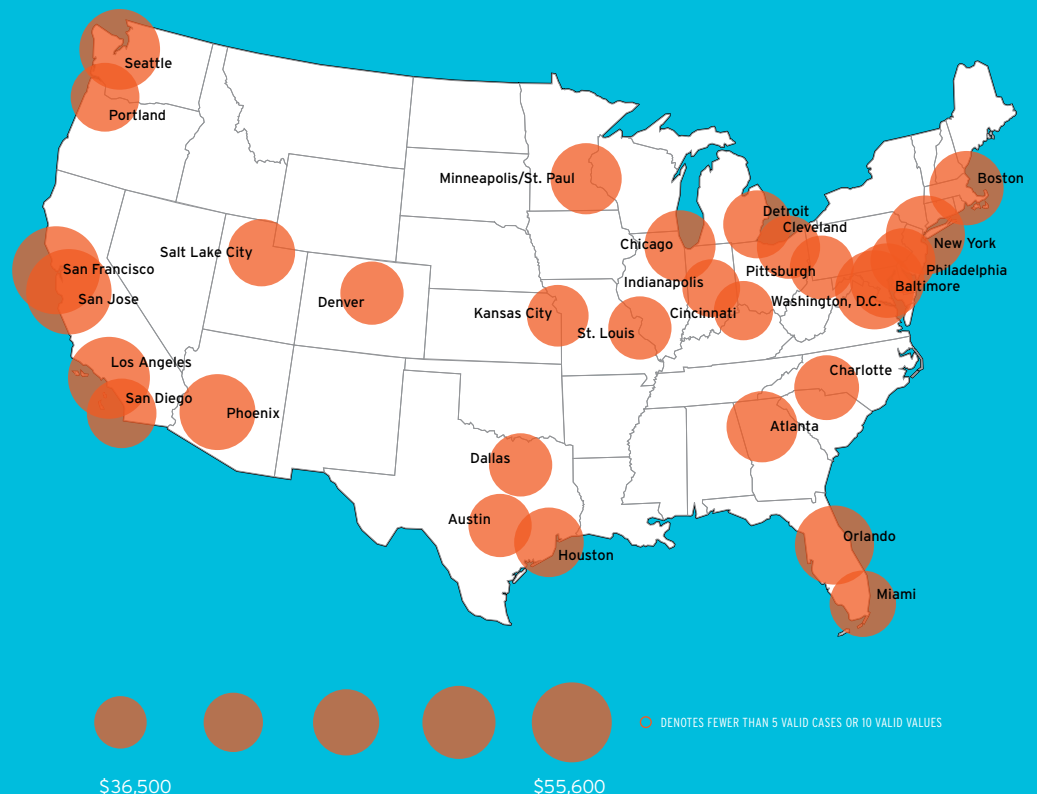 Seattle
Portland
Minneapolis/St. Paul
Boston
Detroit
Cleveland
Chicago
New York
Salt Lake City
San Francisco
Pittsburgh
Philadelphia
Indianapolis
Baltimore
San Jose
Denver
Washington, D.C.
Kansas City
Cincinnati
St. Louis
Los Angeles
Charlotte
San Diego
Phoenix
Atlanta
Dallas
Austin
Orlando
Houston
Miami
DENOTES FEWER THAN 5 VALID CASES OR 10 VALID VALUES
$36,500
$55,600